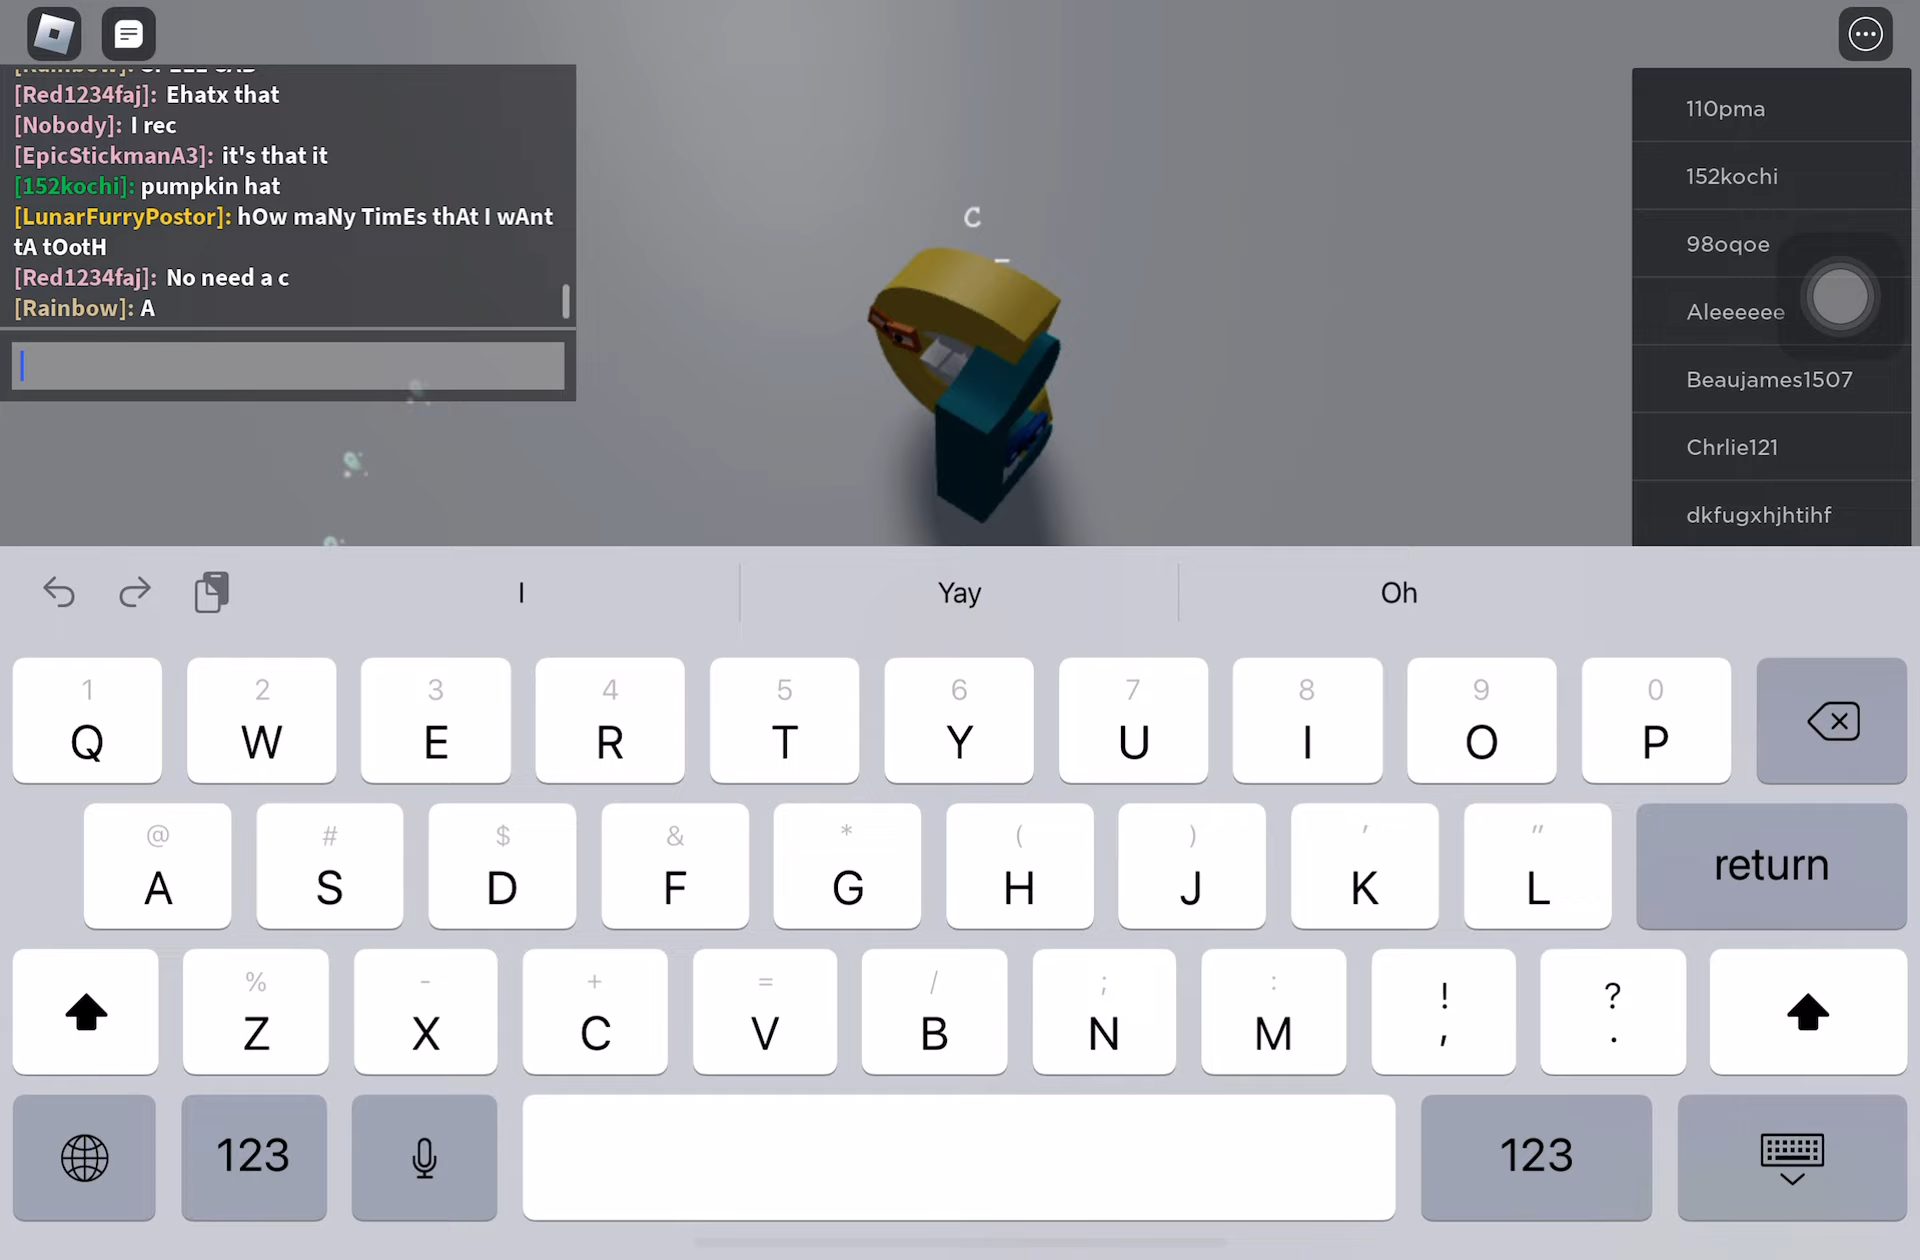 [Red1234faj]: Ehatx that
[Nobody]: I rec
[EpicStickmanA3]: it's that it
[152kochi]: pumpkin hat
[LunarFurryPostor]: hOw maNy TimEs thAt I wAnt
tA tOotH
[Red1234faj]: No need a c
[Rainbow]: A
C
110pma
152kochi
98oqoe
Aleeeeee
Beaujames1507
Chrlie121
dkfugxhjhtihf
I Yay Oh
1 2 3 4 5 6 7 8 9 0
Q W E R T Y U I O P
@ # $ & * ( ) ' "
A S D F G H J K L return
% - + = / ; : ! ?
Z X C V B N M , .
123 123